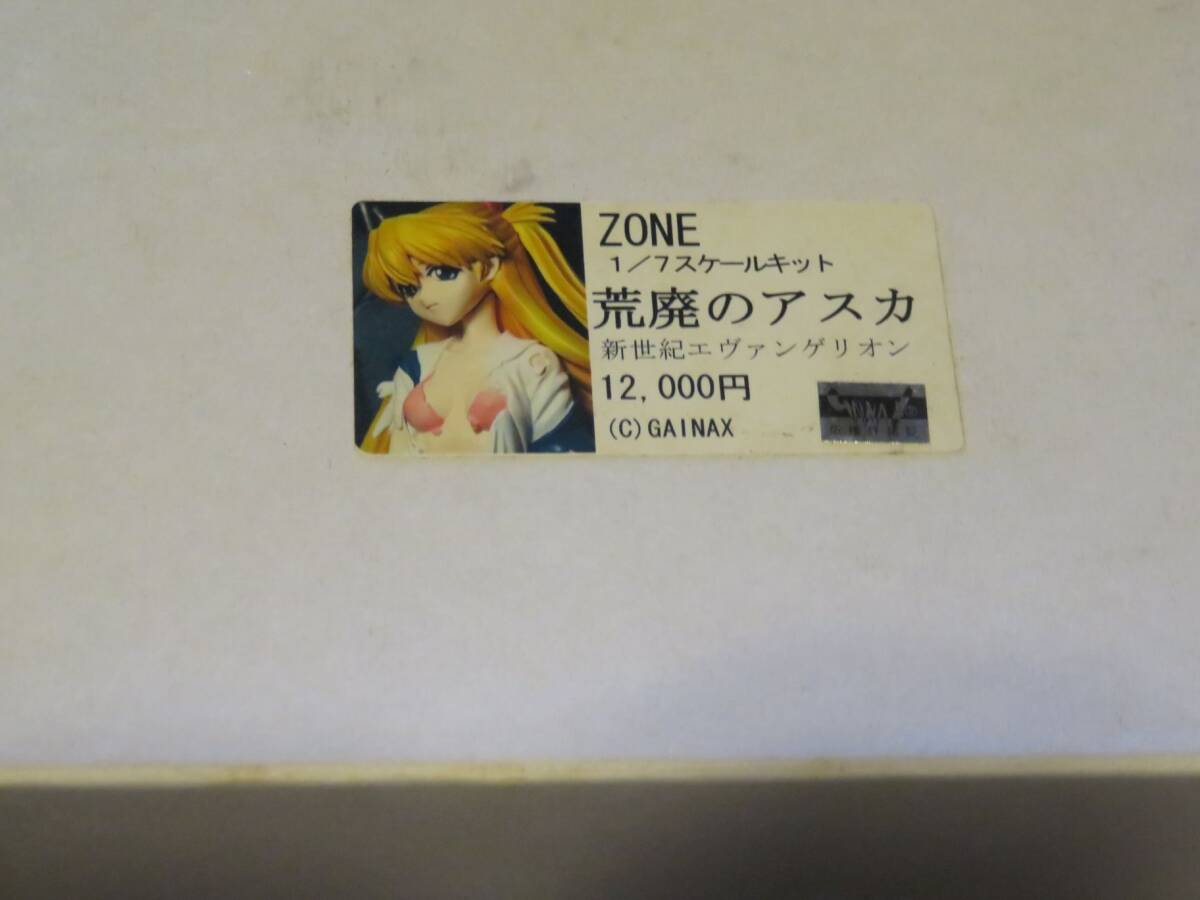 ZONE
1/7スケールキット
荒廃のアスカ
新世紀エヴァンゲリオン
12,000円
(C)GAINAX